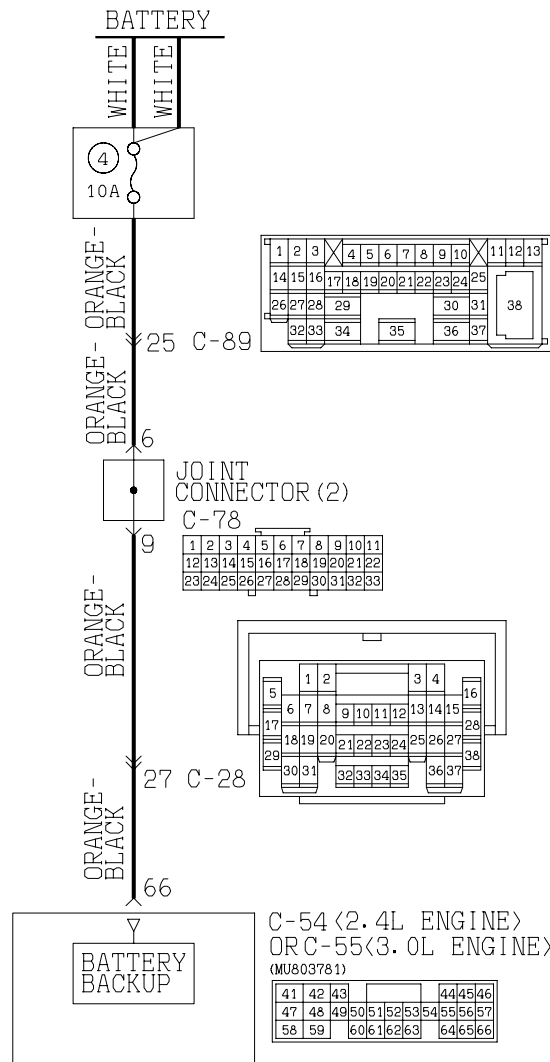 BATTERY
WHITE WHITE
4
10A
ORANGE-
BLACK
25 C-89
1 2 3 4 5 6 7 8 9 10 11 12 13
14 15 16 17 18 19 20 21 22 23 24 25
26 27 28 29 30 31 38
32 33 34 35 36 37
ORANGE-
BLACK
6
JOINT
CONNECTOR (2)
C-78
9
1 2 3 4 5 6 7 8 9 10 11
12 13 14 15 16 17 18 19 20 21 22
23 24 25 26 27 28 29 30 31 32 33
ORANGE-
BLACK
1 2 3 4
5 16
6 7 8 9 10 11 12 13 14 15
17 28
18 19 20 21 22 23 24 25 26 27
29 38
30 31 32 33 34 35 36 37
27 C-28
ORANGE-
BLACK
66
C-54 <2.4L ENGINE>
OR C-55<3.0L ENGINE>
(MU803781)
BATTERY
BACKUP
41 42 43 44 45 46
47 48 49 50 51 52 53 54 55 56 57
58 59 60 61 62 63 64 65 66